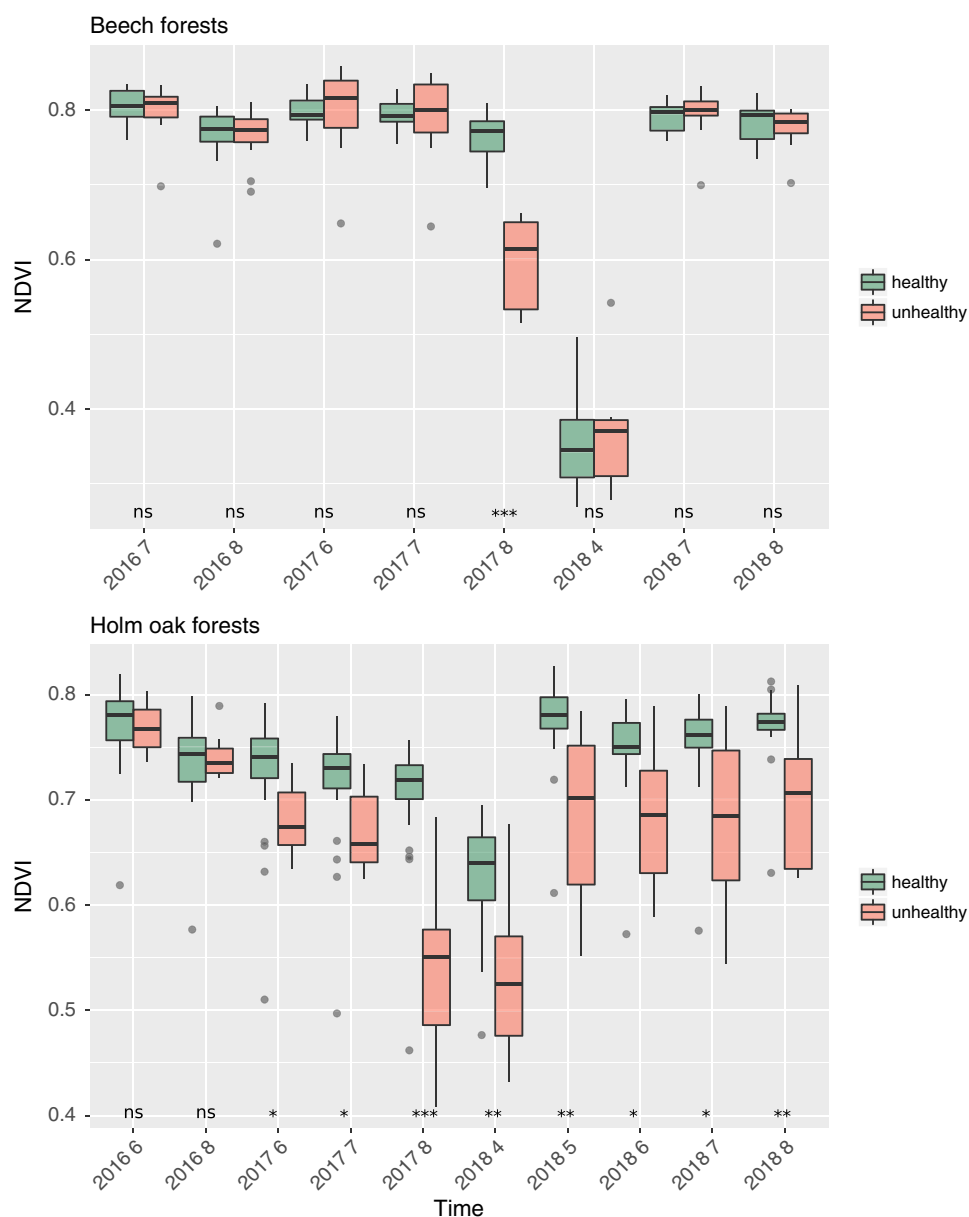 Beech forests
NDVI
0.8
0.6
0.4
ns ns ns ns *** ns ns ns
2016 7 2016 8 2017 6 2017 7 2017 8 2018 4 2018 7 2018 8
healthy
unhealthy
Holm oak forests
NDVI
0.8
0.7
0.6
0.5
0.4
ns ns * * *** ** ** * * **
2016 6 2016 8 2017 6 2017 7 2017 8 2018 4 2018 5 2018 6 2018 7 2018 8
Time
healthy
unhealthy